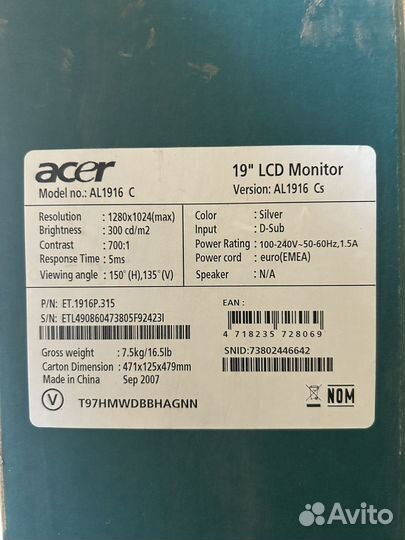 acer
19" LCD Monitor
Model no.: AL1916 C
Version: AL1916 Cs
Resolution : 1280x1024(max)
Brightness : 300 cd/m2
Contrast : 700:1
Response Time : 5ms
Viewing angle : 150°(H),135°(V)
Color : Silver
Input : D-Sub
Power Rating : 100-240V~50-60Hz,1.5A
Power cord : euro(EMEA)
Speaker : N/A
P/N: ET.1916P.315
S/N: ETL490860473805F92423I
EAN :
4 718235 728069
SNID:73802446642
Gross weight : 7.5kg/16.5lb
Carton Dimension : 471x125x479mm
Made in China Sep 2007
V T97HMWDBBHAGNN
NOM
Avito